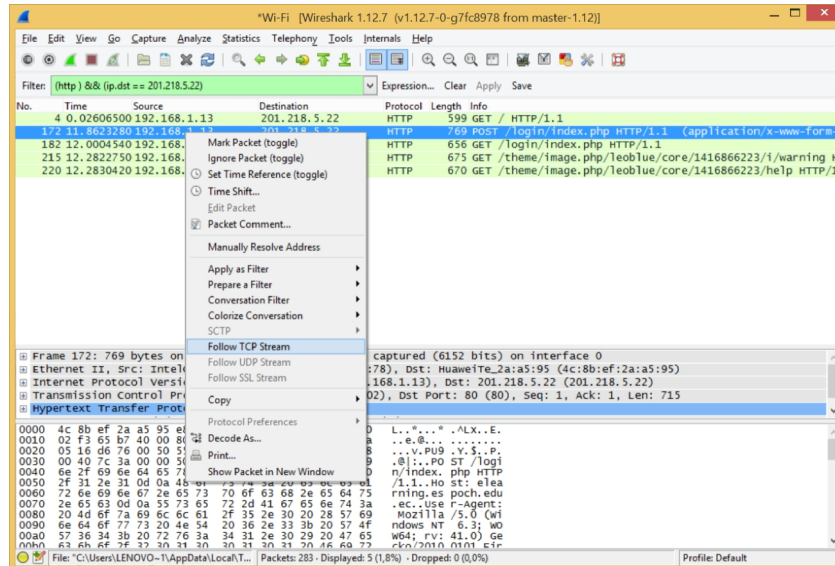 *Wi-Fi [Wireshark 1.12.7 (v1.12.7-0-g7fc8978 from master-1.12)]
File Edit View Go Capture Analyze Statistics Telephony Tools Internals Help
Filter: (http ) && (ip.dst == 201.218.5.22) Expression... Clear Apply Save
No. Time Source Destination Protocol Length Info
4 0.02606500 192.168.1.13 201.218.5.22 HTTP 599 GET / HTTP/1.1
172 11.8623280 192.168.1.13 201.218.5.22 HTTP 769 POST /login/index.php HTTP/1.1 (application/x-www-form-
182 12.0004540 192.168. 201.218.5.22 HTTP 656 GET /login/index.php HTTP/1.1
215 12.2822750 192.168. HTTP 675 GET /theme/image.php/leoblue/core/1416866223/i/warning H
220 12.2830420 192.168. HTTP 670 GET /theme/image.php/leoblue/core/1416866223/help HTTP/1
Mark Packet (toggle)
Ignore Packet (toggle)
Set Time Reference (toggle)
Time Shift...
Edit Packet
Packet Comment...
Manually Resolve Address
Apply as Filter
Prepare a Filter
Conversation Filter
Colorize Conversation
SCTP
Follow TCP Stream
Follow UDP Stream
Follow SSL Stream
Copy
Protocol Preferences
Decode As...
Print...
Show Packet in New Window
Frame 172: 769 bytes on captured (6152 bits) on interface 0
Ethernet II, Src: Intel :78), Dst: HuaweiTe_2a:a5:95 (4c:8b:ef:2a:a5:95)
Internet Protocol Versi .168.1.13), Dst: 201.218.5.22 (201.218.5.22)
Transmission Control Pr 02), Dst Port: 80 (80), Seq: 1, Ack: 1, Len: 715
Hypertext Transfer Prot
0000 4c 8b ef 2a a5 95 L..*...* .^LX..E.
0010 02 f3 65 b7 40 00 ..e.@... ........
0020 05 16 d6 76 00 50 ...v.PU9 .Y.$..P.
0030 00 40 7c 3a 00 00 .@|:..PO ST /logi
0040 6e 2f 69 6e 64 65 n/index. php HTTP
0050 2f 31 2e 31 0d 0a /1.1..Ho st: elea
0060 72 6e 69 6e 67 2e 65 73 70 6f 63 68 2e 65 64 75 rning.es poch.edu
0070 2e 65 63 0d 0a 55 73 65 72 2d 41 67 65 6e 74 3a .ec..Use r-Agent:
0080 20 4d 6f 7a 69 6c 6c 61 2f 35 2e 30 20 28 57 69 Mozilla /5.0 (Wi
0090 6e 64 6f 77 73 20 4e 54 20 36 2e 33 3b 20 57 4f ndows NT 6.3; WO
00a0 57 36 34 3b 20 72 76 3a 34 31 2e 30 29 20 47 65 W64; rv: 41.0) Ge
File: "C:\Users\LENOVO~1\AppData\Local\T... Packets: 283 · Displayed: 5 (1,8%) · Dropped: 0 (0,0%) Profile: Default